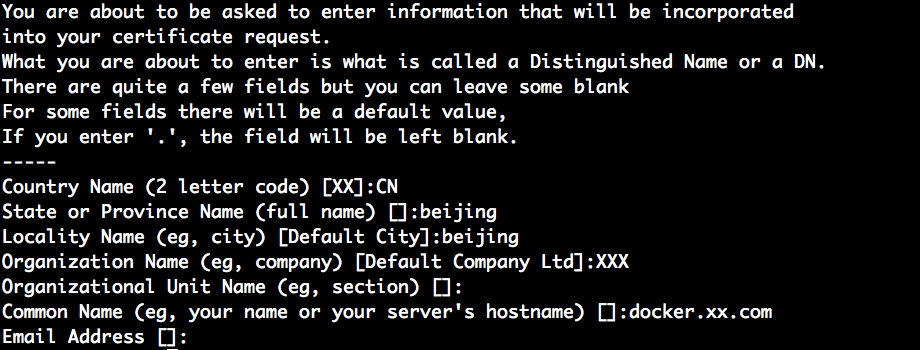 You are about to be asked to enter information that will be incorporated
into your certificate request.
What you are about to enter is what is called a Distinguished Name or a DN.
There are quite a few fields but you can leave some blank
For some fields there will be a default value,
If you enter '.', the field will be left blank.
-----
Country Name (2 letter code) [XX]:CN
State or Province Name (full name) []:beijing
Locality Name (eg, city) [Default City]:beijing
Organization Name (eg, company) [Default Company Ltd]:XXX
Organizational Unit Name (eg, section) []:
Common Name (eg, your name or your server's hostname) []:docker.xx.com
Email Address []: